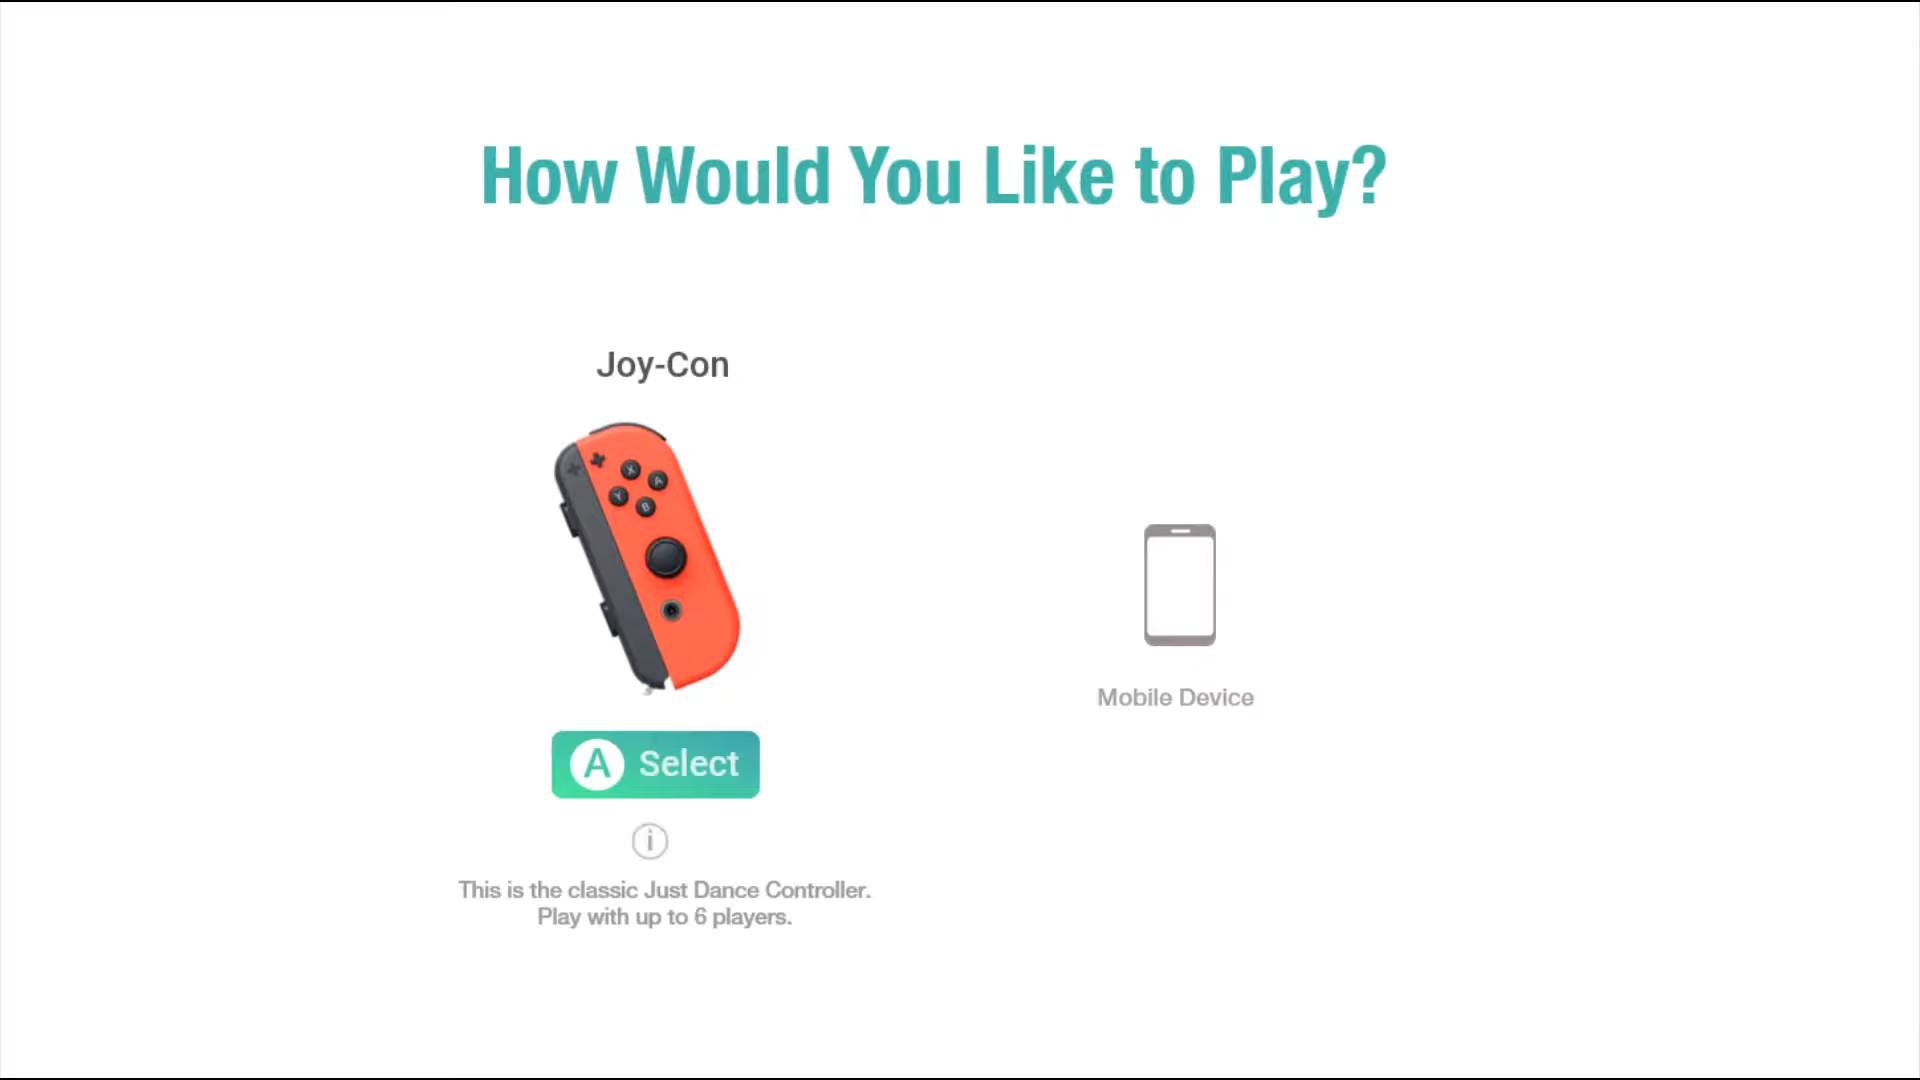 How Would You Like to Play?
Joy-Con
X
A
Y
B
Mobile Device
A Select
i
This is the classic Just Dance Controller.
Play with up to 6 players.